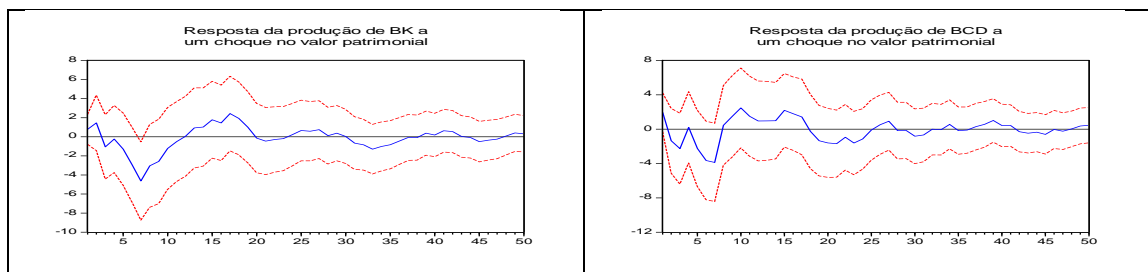 Resposta da produção de BK a
um choque no valor patrimonial
8
6
4
2
0
-2
-4
-6
-8
-10
5 10 15 20 25 30 35 40 45 50
Resposta da produção de BCD a
um choque no valor patrimonial
8
4
0
-4
-8
-12
5 10 15 20 25 30 35 40 45 50